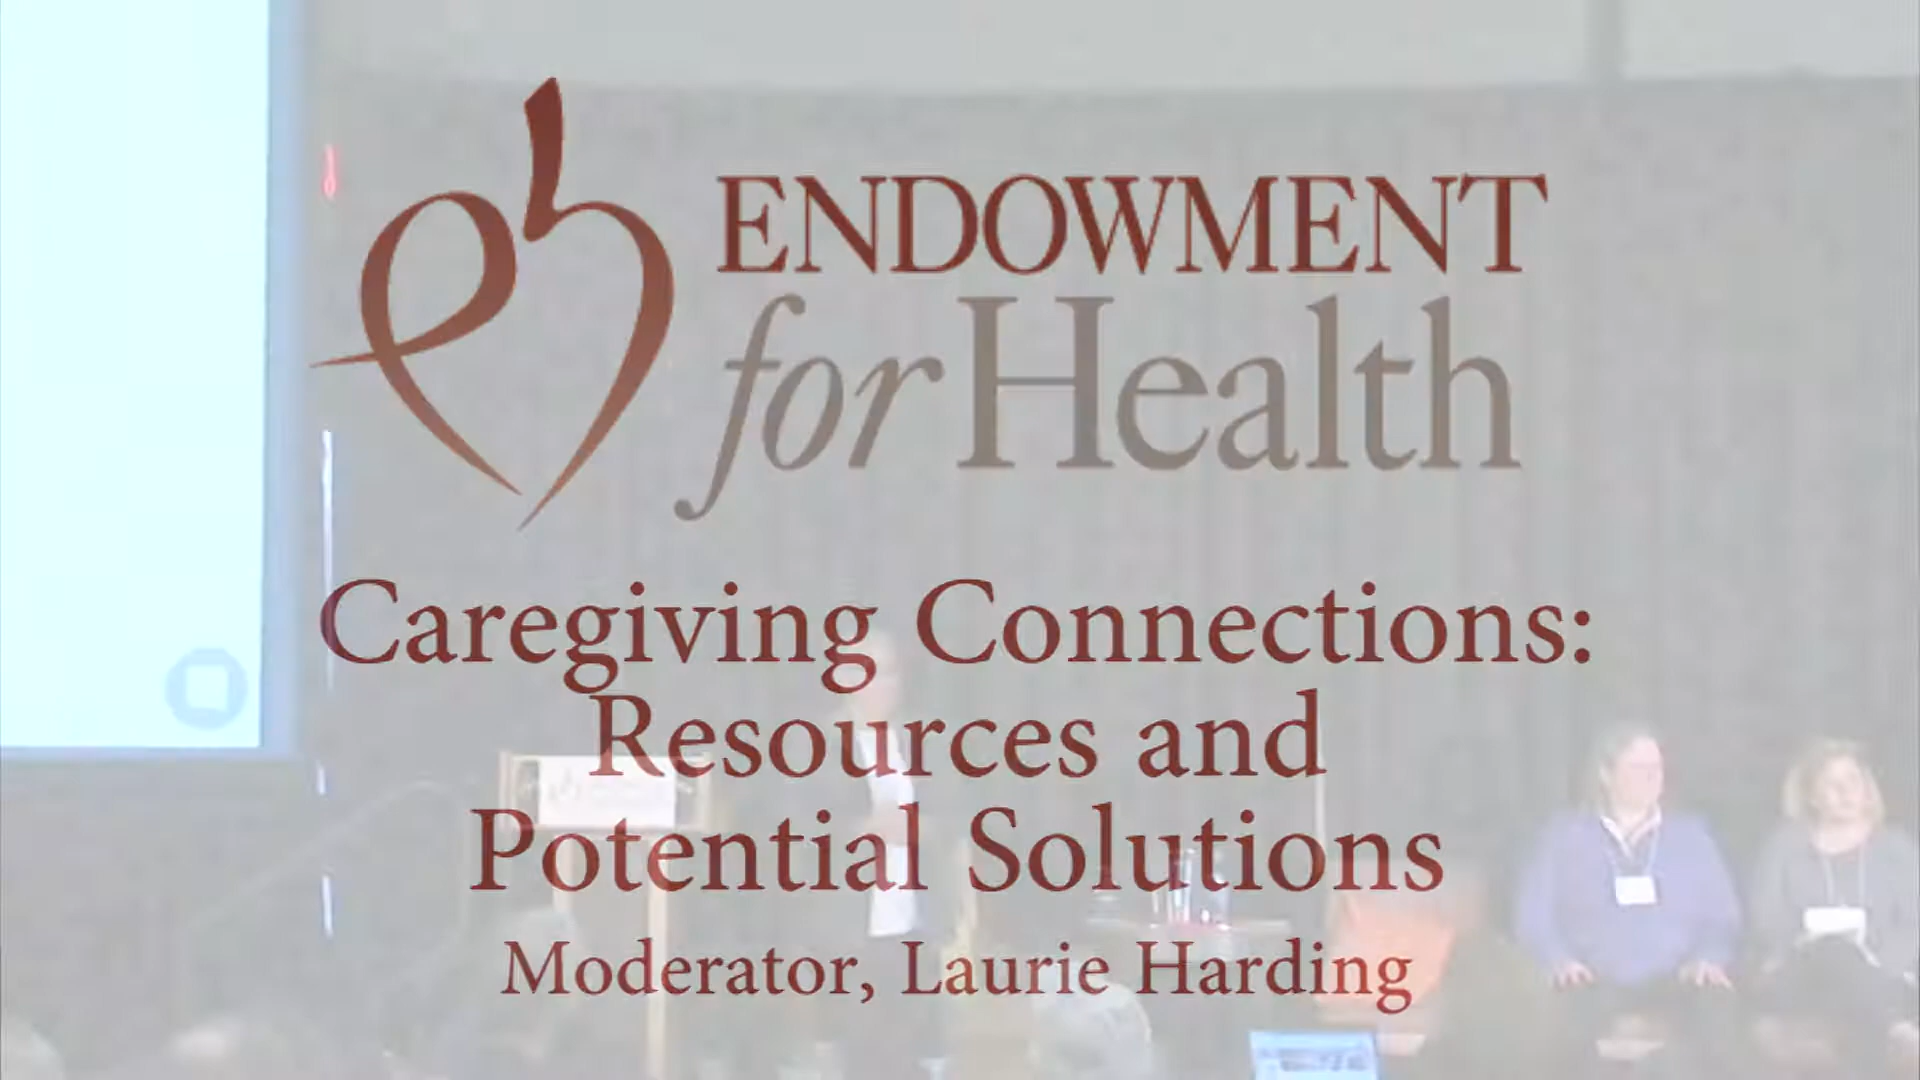 ENDOWMENT
for Health
Caregiving Connections:
Resources and
Potential Solutions
Moderator, Laurie Harding